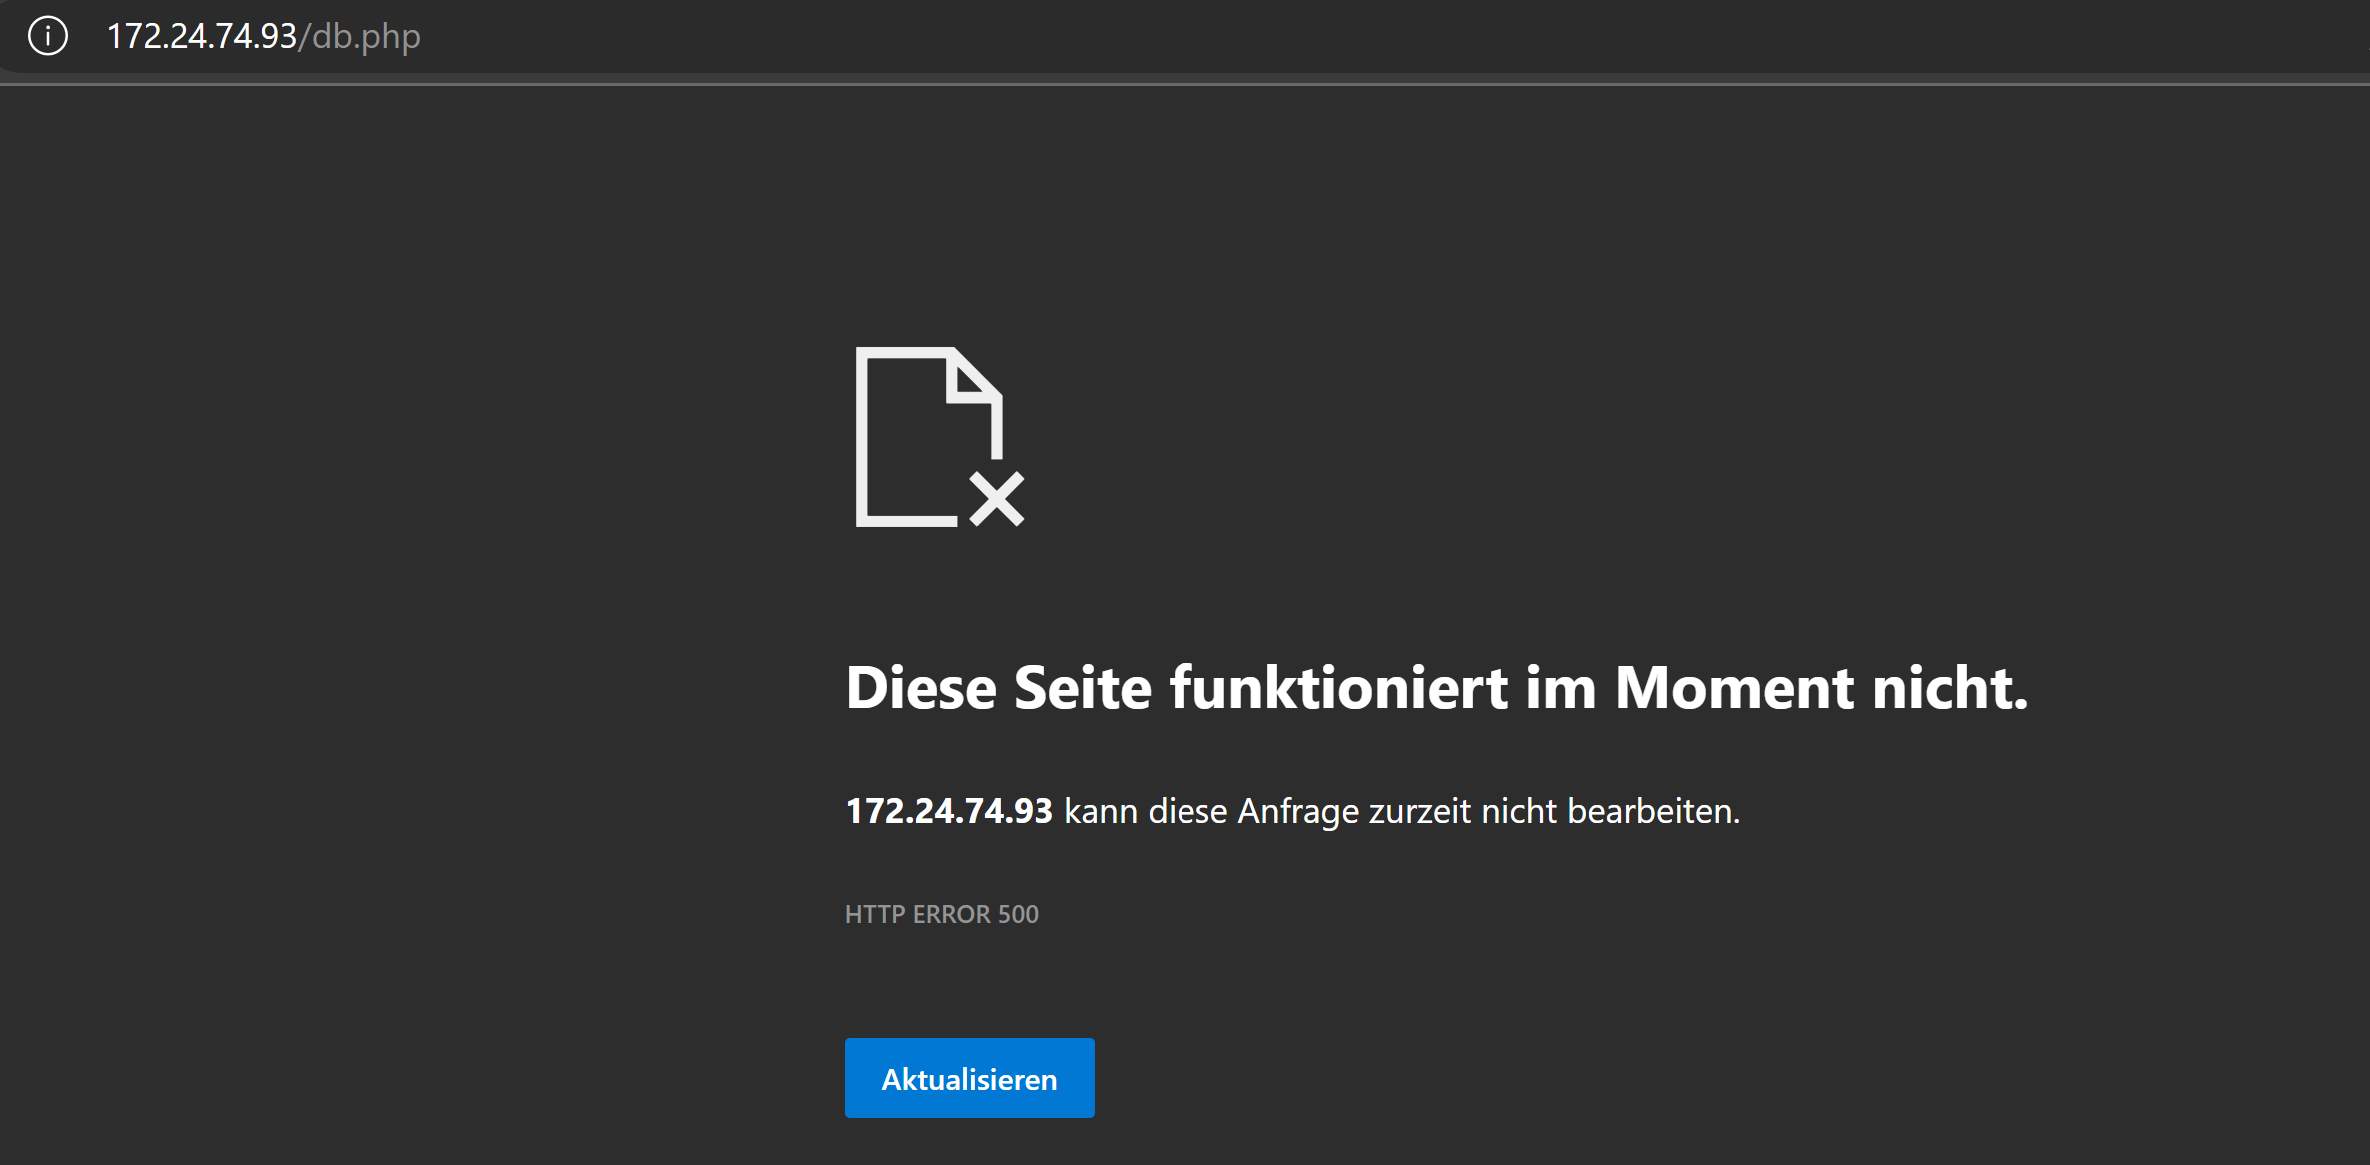 172.24.74.93/db.php
Diese Seite funktioniert im Moment nicht.
172.24.74.93 kann diese Anfrage zurzeit nicht bearbeiten.
HTTP ERROR 500
Aktualisieren